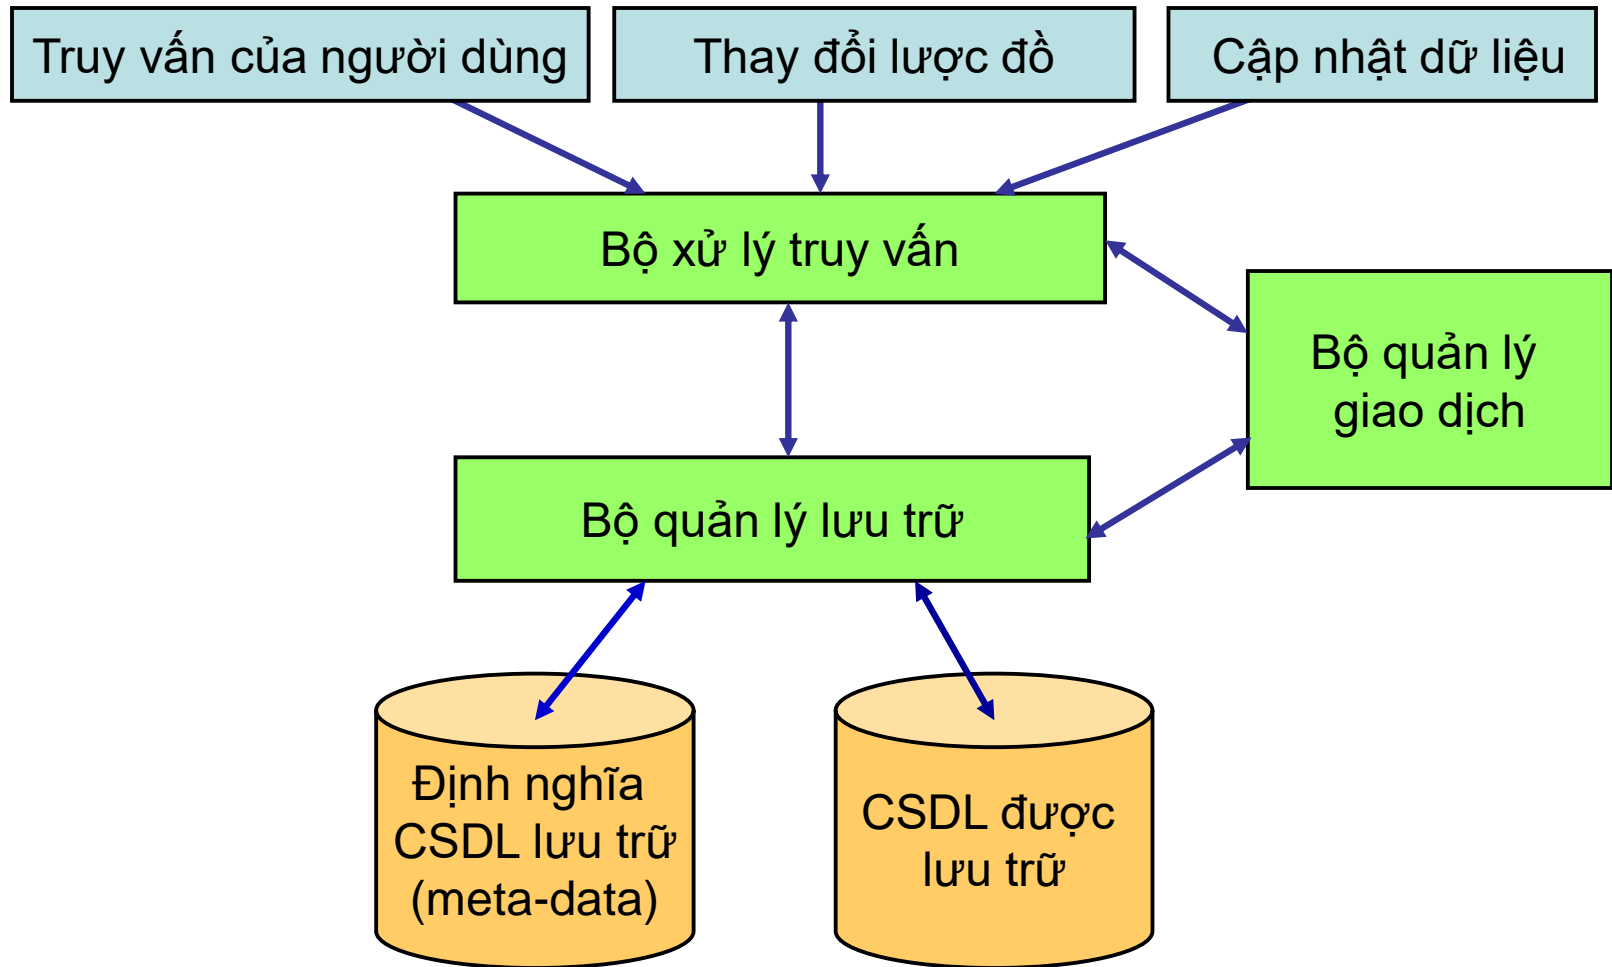 Truy vấn của người dùng
Thay đổi lược đồ
Cập nhật dữ liệu
Bộ xử lý truy vấn
Bộ quản lý
giao dịch
Bộ quản lý lưu trữ
Định nghĩa
CSDL lưu trữ
(meta-data)
CSDL được
lưu trữ